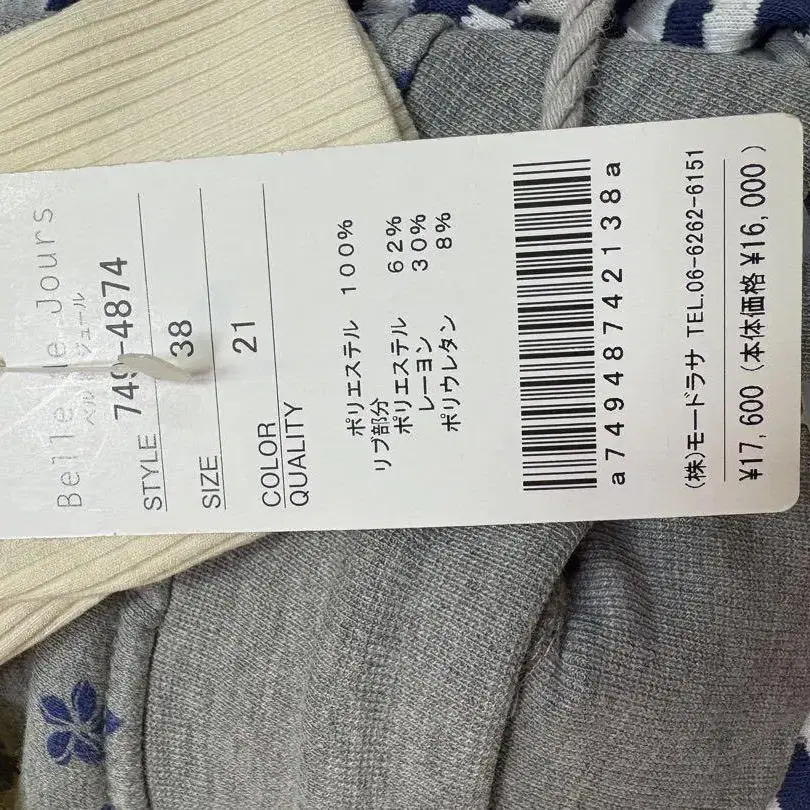 Belle de Jours
ベル ド ジュール
STYLE 749-4874
SIZE 38
COLOR 21
QUALITY
ポリエステル 100%
リブ部分
ポリエステル 62%
レーヨン 30%
ポリウレタン 8%
a74948742138a
(株)モードラサ TEL.06-6262-6151
¥17,600 (本体価格 ¥16,000 )